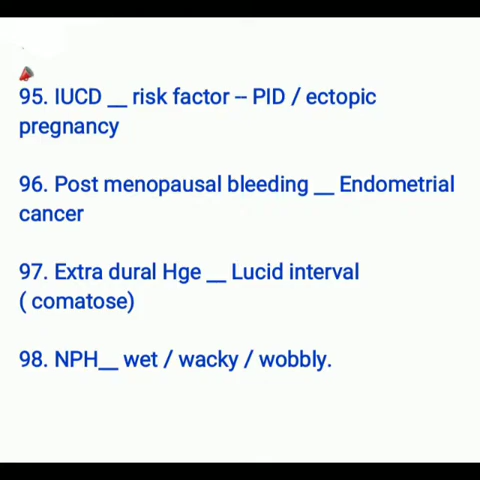 95. IUCD __ risk factor -- PID / ectopic
pregnancy
96. Post menopausal bleeding __ Endometrial
cancer
97. Extra dural Hge __ Lucid interval
( comatose)
98. NPH__ wet / wacky / wobbly.